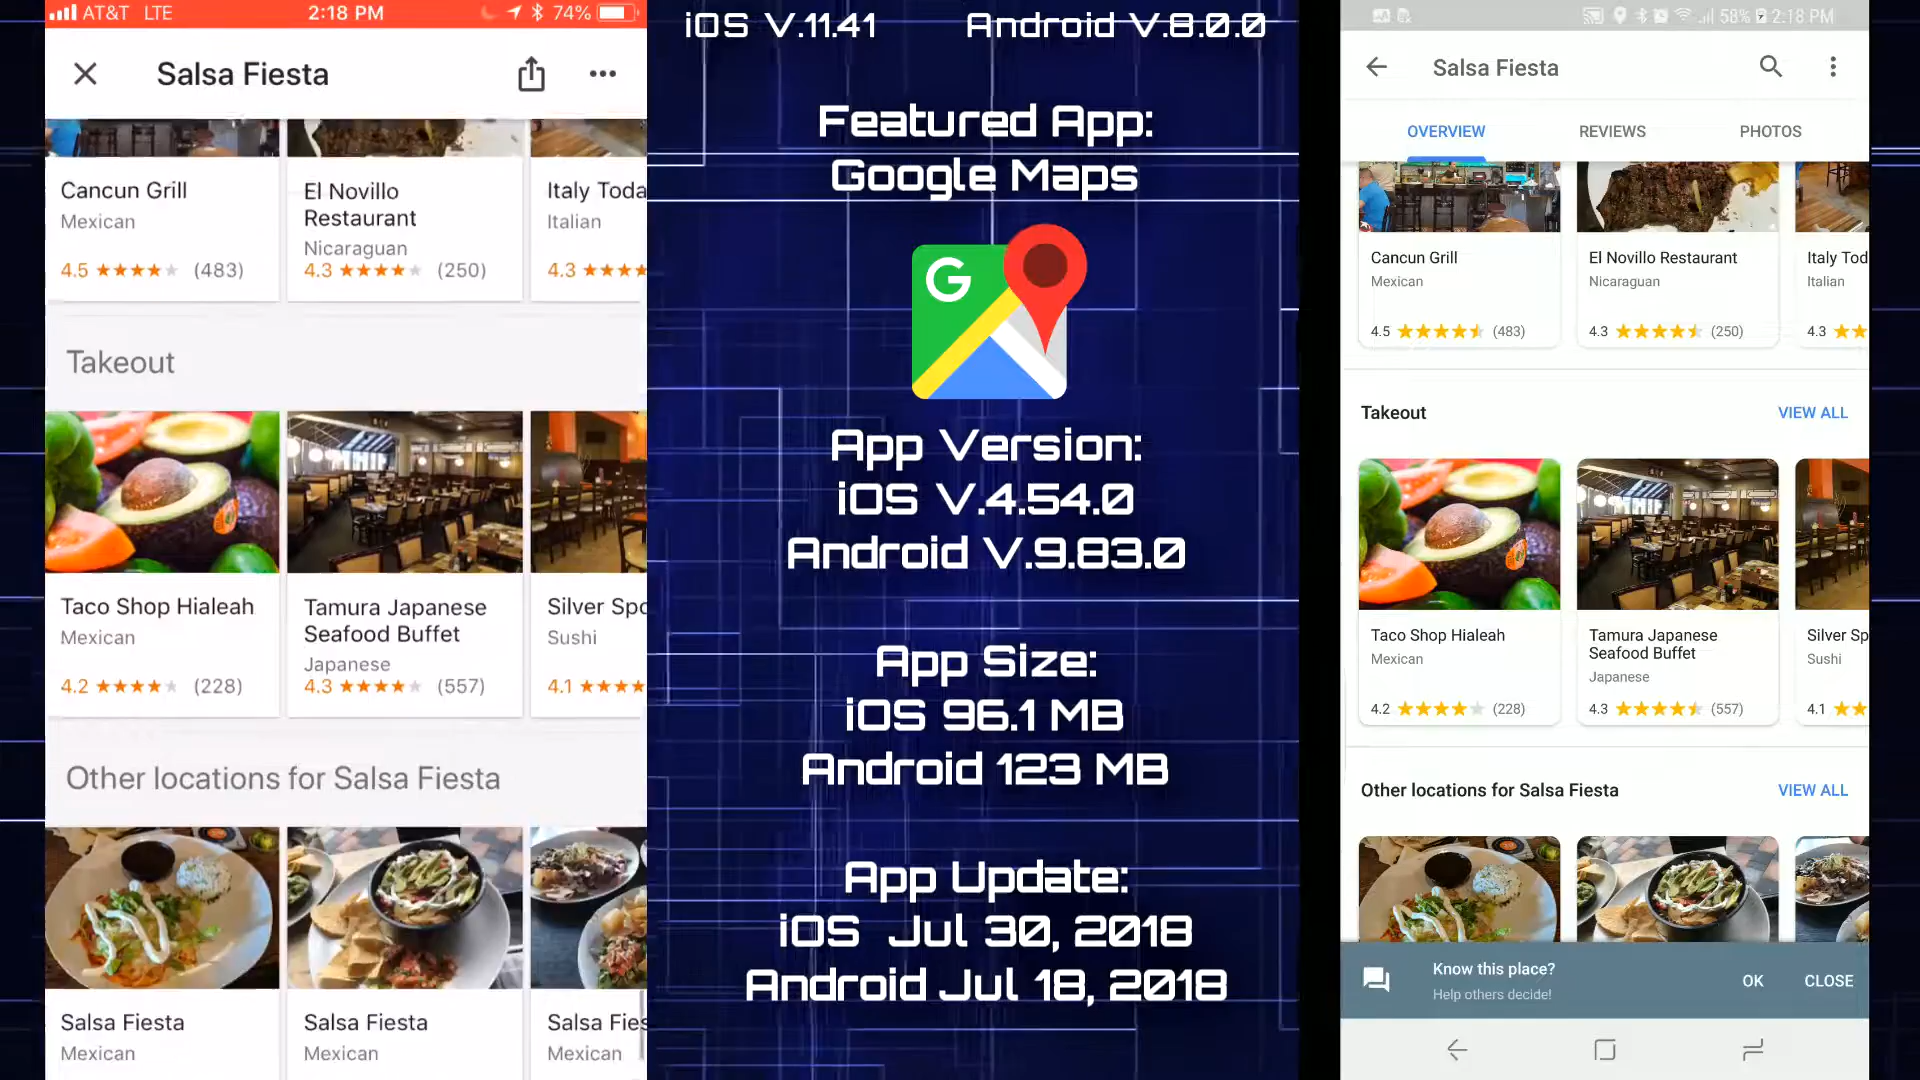 AT&T LTE 2:18 PM 74%
Salsa Fiesta
Cancun Grill
Mexican
4.5 (483)
El Novillo
Restaurant
Nicaraguan
4.3 (250)
Italy Toda
Italian
4.3
Takeout
Taco Shop Hialeah
Mexican
4.2 (228)
Tamura Japanese
Seafood Buffet
Japanese
4.3 (557)
Silver Spo
Sushi
4.1
Other locations for Salsa Fiesta
Salsa Fiesta
Mexican
Salsa Fiesta
Mexican
Salsa Fies
Mexican
iOS V.11.41 Android V.8.0.0
Featured App:
Google Maps
G
App Version:
iOS V.4.54.0
Android V.9.83.0
App Size:
iOS 96.1 MB
Android 123 MB
App Update:
iOS Jul 30, 2018
Android Jul 18, 2018
58% 2:18 PM
Salsa Fiesta
OVERVIEW REVIEWS PHOTOS
Cancun Grill
Mexican
4.5 (483)
El Novillo Restaurant
Nicaraguan
4.3 (250)
Italy Tod
Italian
4.3
Takeout VIEW ALL
Taco Shop Hialeah
Mexican
4.2 (228)
Tamura Japanese
Seafood Buffet
Japanese
4.3 (557)
Silver Sp
Sushi
4.1
Other locations for Salsa Fiesta VIEW ALL
Know this place?
Help others decide!
OK CLOSE